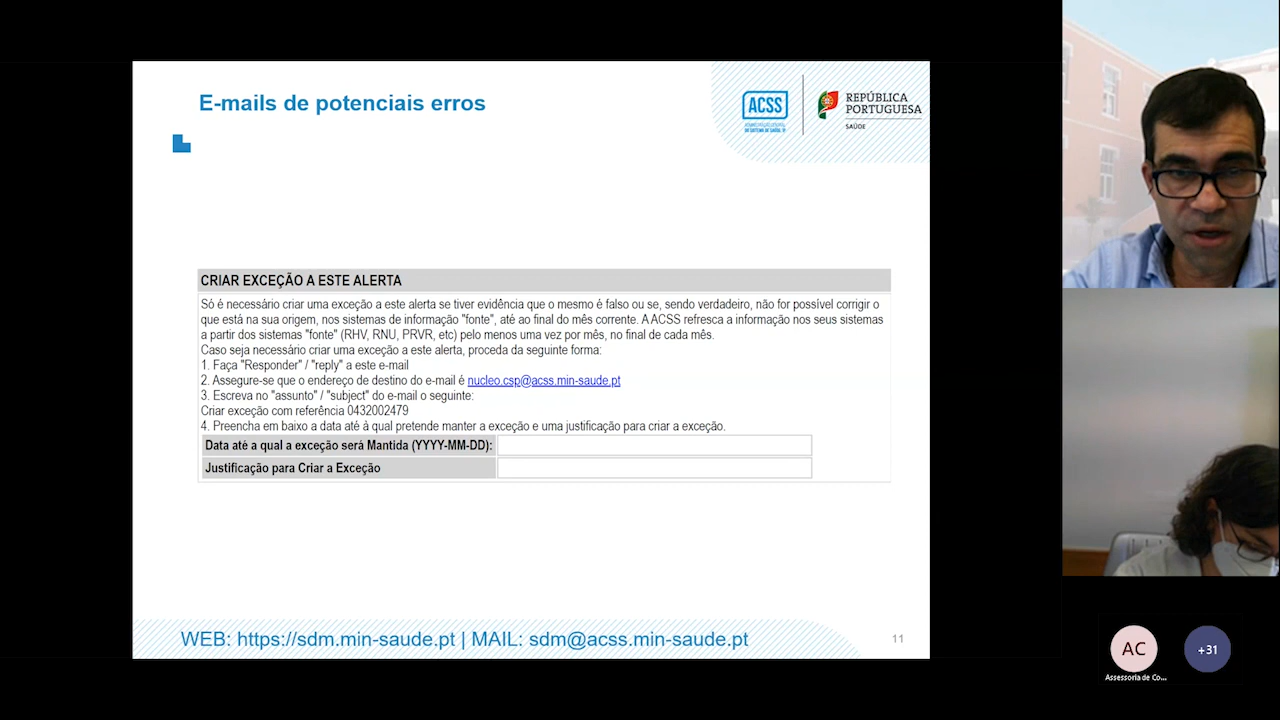 E-mails de potenciais erros
ACSS
REPÚBLICA
PORTUGUESA
SAÚDE
CRIAR EXCEÇÃO A ESTE ALERTA
Só é necessário criar uma exceção a este alerta se tiver evidência que o mesmo é falso ou se, sendo verdadeiro, não for possível corrigir o
que está na sua origem, nos sistemas de informação "fonte", até ao final do mês corrente. A ACSS refresca a informação nos seus sistemas
a partir dos sistemas "fonte" (RHV, RNU, PRVR, etc) pelo menos uma vez por mês, no final de cada mês.
Caso seja necessário criar uma exceção a este alerta, proceda da seguinte forma:
1. Faça "Responder" / "reply" a este e-mail
2. Assegure-se que o endereço de destino do e-mail é nucleo.csp@acss.min-saude.pt
3. Escreva no "assunto" / "subject" do e-mail o seguinte:
Criar exceção com referência 0432002479
4. Preencha em baixo a data até à qual pretende manter a exceção e uma justificação para criar a exceção.
Data até a qual a exceção será Mantida (YYYY-MM-DD):
Justificação para Criar a Exceção
WEB: https://sdm.min-saude.pt | MAIL: sdm@acss.min-saude.pt
11
AC
+31
Assessoria de Co...